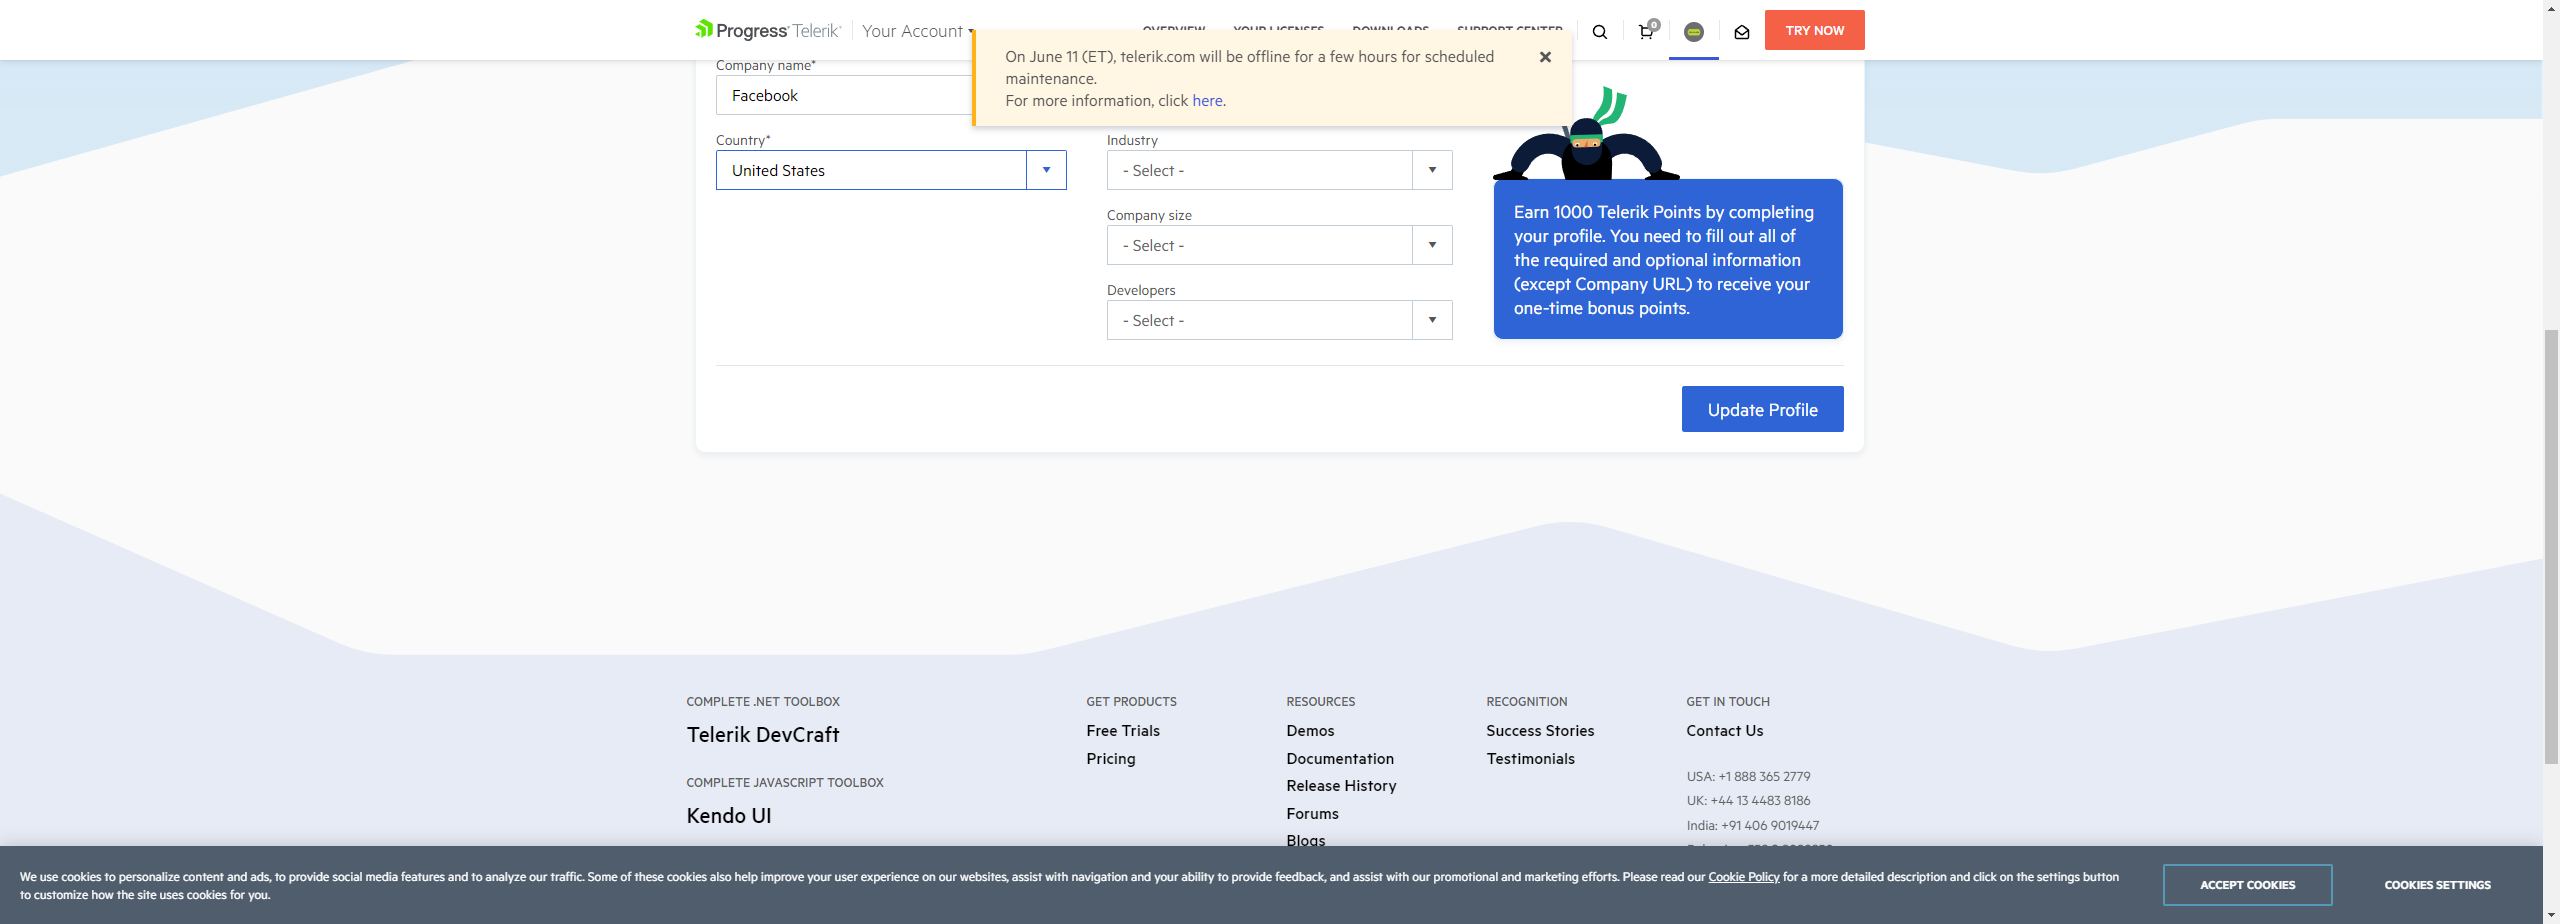 Progress Telerik
Your Account
OVERVIEW
YOUR LICENSES
DOWNLOADS
SUPPORT CENTER
0
TRY NOW
On June 11 (ET), telerik.com will be offline for a few hours for scheduled
maintenance.
For more information, click here.
Company name*
Facebook
Country*
United States
Industry
- Select -
Company size
- Select -
Developers
- Select -
Earn 1000 Telerik Points by completing
your profile. You need to fill out all of
the required and optional information
(except Company URL) to receive your
one-time bonus points.
Update Profile
COMPLETE .NET TOOLBOX
Telerik DevCraft
COMPLETE JAVASCRIPT TOOLBOX
Kendo UI
GET PRODUCTS
Free Trials
Pricing
RESOURCES
Demos
Documentation
Release History
Forums
Blogs
RECOGNITION
Success Stories
Testimonials
GET IN TOUCH
Contact Us
USA: +1 888 365 2779
UK: +44 13 4483 8186
India: +91 406 9019447
We use cookies to personalize content and ads, to provide social media features and to analyze our traffic. Some of these cookies also help improve your user experience on our websites, assist with navigation and your ability to provide feedback, and assist with our promotional and marketing efforts. Please read our Cookie Policy for a more detailed description and click on the settings button
to customize how the site uses cookies for you.
ACCEPT COOKIES
COOKIES SETTINGS